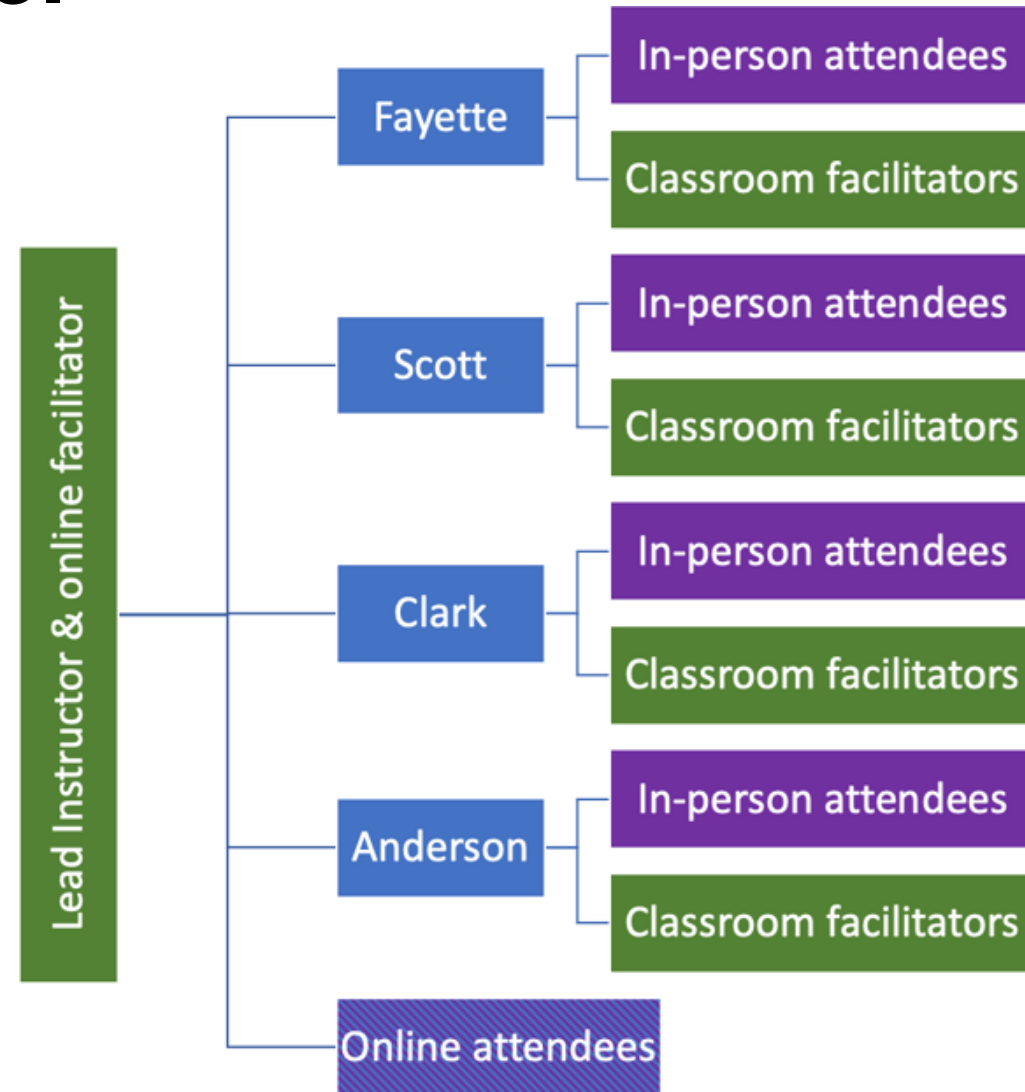 Lead Instructor & online facilitator
Fayette
In-person attendees
Classroom facilitators
Scott
In-person attendees
Classroom facilitators
Clark
In-person attendees
Classroom facilitators
Anderson
In-person attendees
Classroom facilitators
Online attendees